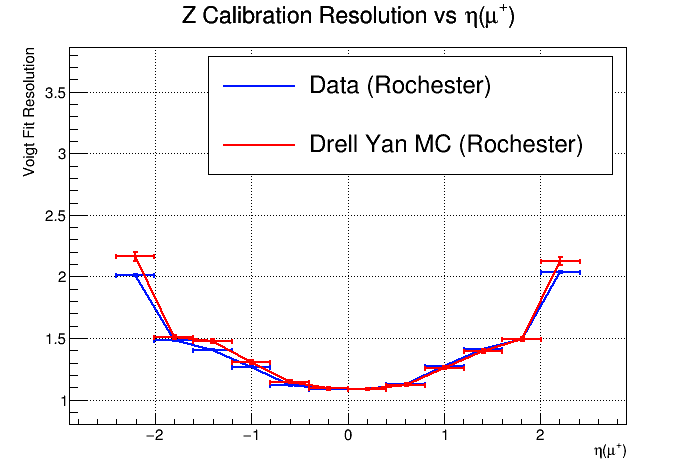 Z Calibration Resolution vs η(μ⁺)
Voigt Fit Resolution
Data (Rochester)
Drell Yan MC (Rochester)
3.5
3
2.5
2
1.5
1
−2 −1 0 1 2
η(μ⁺)